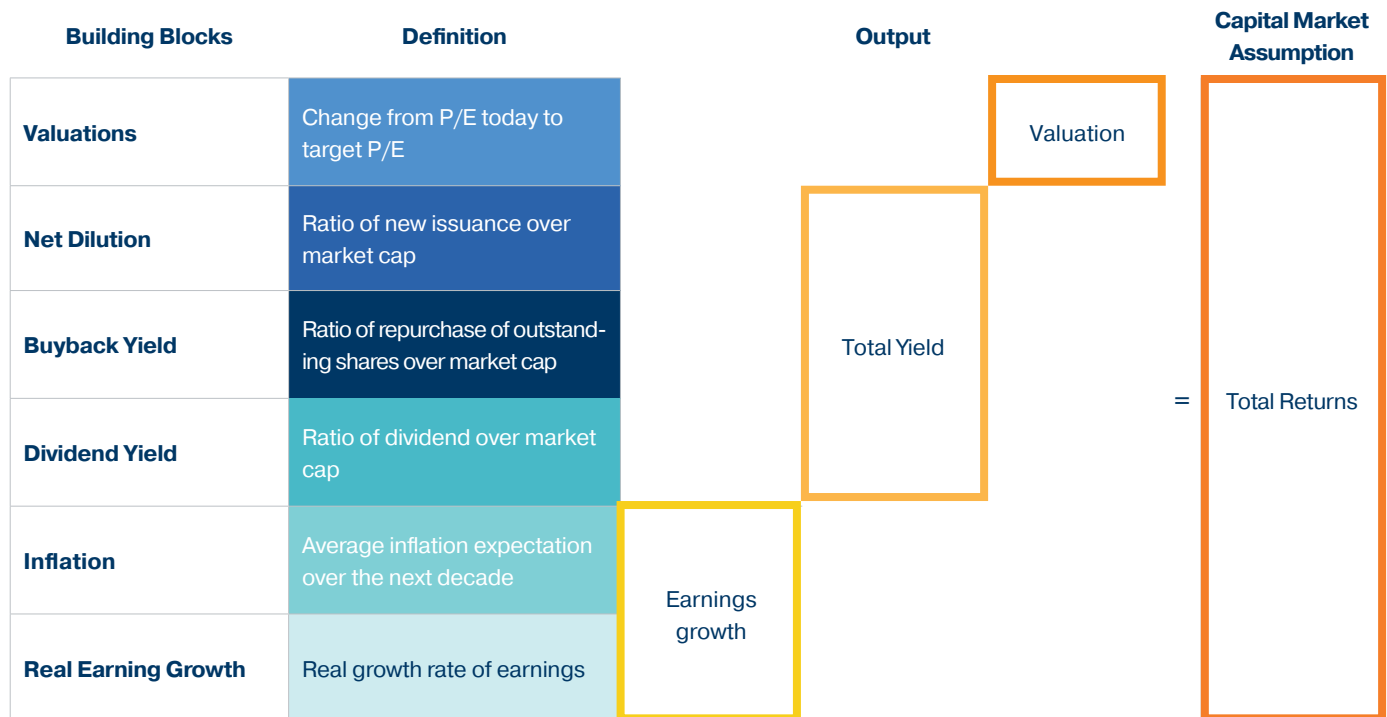 Building Blocks
Definition
Output
Capital Market
Assumption
Valuations
Change from P/E today to
target P/E
Valuation
Net Dilution
Ratio of new issuance over
market cap
Buyback Yield
Ratio of repurchase of outstand-
ing shares over market cap
Total Yield
=
Total Returns
Dividend Yield
Ratio of dividend over market
cap
Inflation
Average inflation expectation
over the next decade
Earnings
growth
Real Earning Growth
Real growth rate of earnings